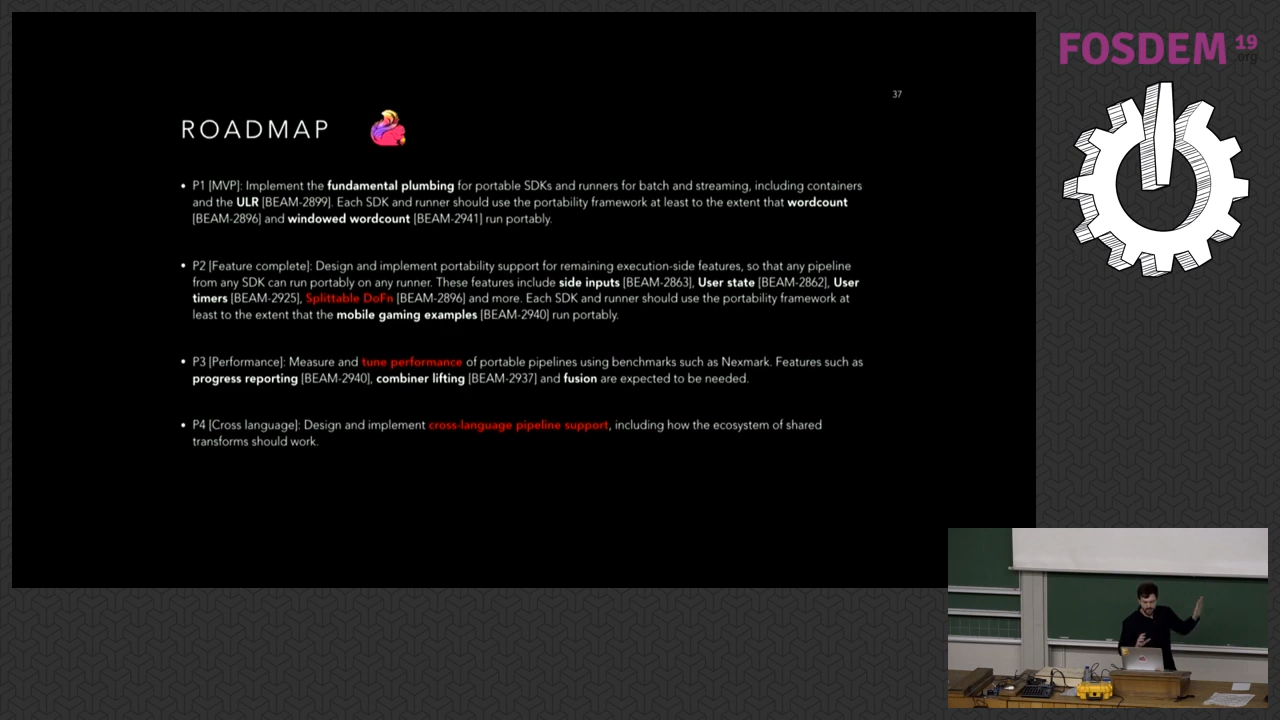 FOSDEM 19
.org
37
ROADMAP
• P1 [MVP]: Implement the fundamental plumbing for portable SDKs and runners for batch and streaming, including containers
and the ULR [BEAM-2899]. Each SDK and runner should use the portability framework at least to the extent that wordcount
[BEAM-2896] and windowed wordcount [BEAM-2941] run portably.
• P2 [Feature complete]: Design and implement portability support for remaining execution-side features, so that any pipeline
from any SDK can run portably on any runner. These features include side inputs [BEAM-2863], User state [BEAM-2862], User
timers [BEAM-2925], Splittable DoFn [BEAM-2896] and more. Each SDK and runner should use the portability framework at
least to the extent that the mobile gaming examples [BEAM-2940] run portably.
• P3 [Performance]: Measure and tune performance of portable pipelines using benchmarks such as Nexmark. Features such as
progress reporting [BEAM-2940], combiner lifting [BEAM-2937] and fusion are expected to be needed.
• P4 [Cross language]: Design and implement cross-language pipeline support, including how the ecosystem of shared
transforms should work.